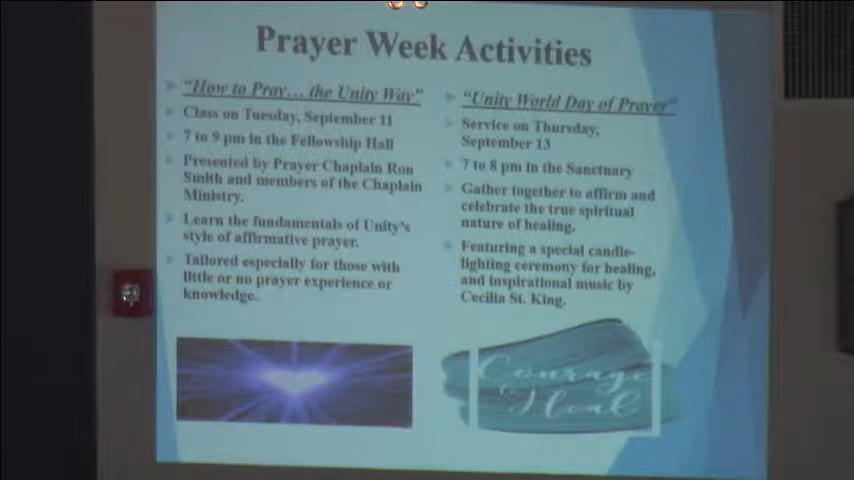 Prayer Week Activities
"How to Pray... the Unity Way"
Class on Tuesday, September 11
7 to 9 pm in the Fellowship Hall
Presented by Prayer Chaplain Ron
Smith and members of the Chaplain
Ministry.
Learn the fundamentals of Unity's
style of affirmative prayer.
Tailored especially for those with
little or no prayer experience or
knowledge.
"Unity World Day of Prayer"
Service on Thursday,
September 13
7 to 8 pm in the Sanctuary
Gather together to affirm and
celebrate the true spiritual
nature of healing.
Featuring a special candle-
lighting ceremony for healing,
and inspirational music by
Cecilia St. King.
Courage
to Heal